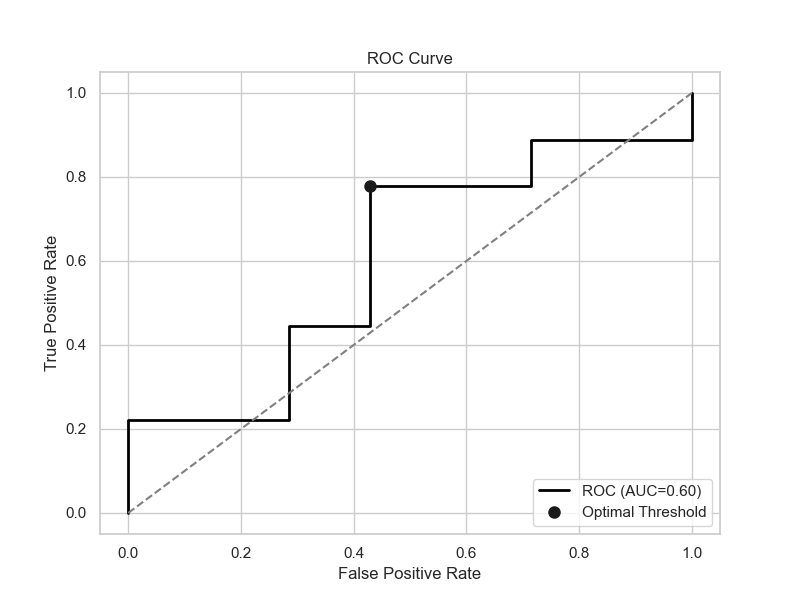 ROC Curve
1.0
0.8
0.6
0.4
0.2
0.0
True Positive Rate
0.0 0.2 0.4 0.6 0.8 1.0
False Positive Rate
ROC (AUC=0.60)
Optimal Threshold